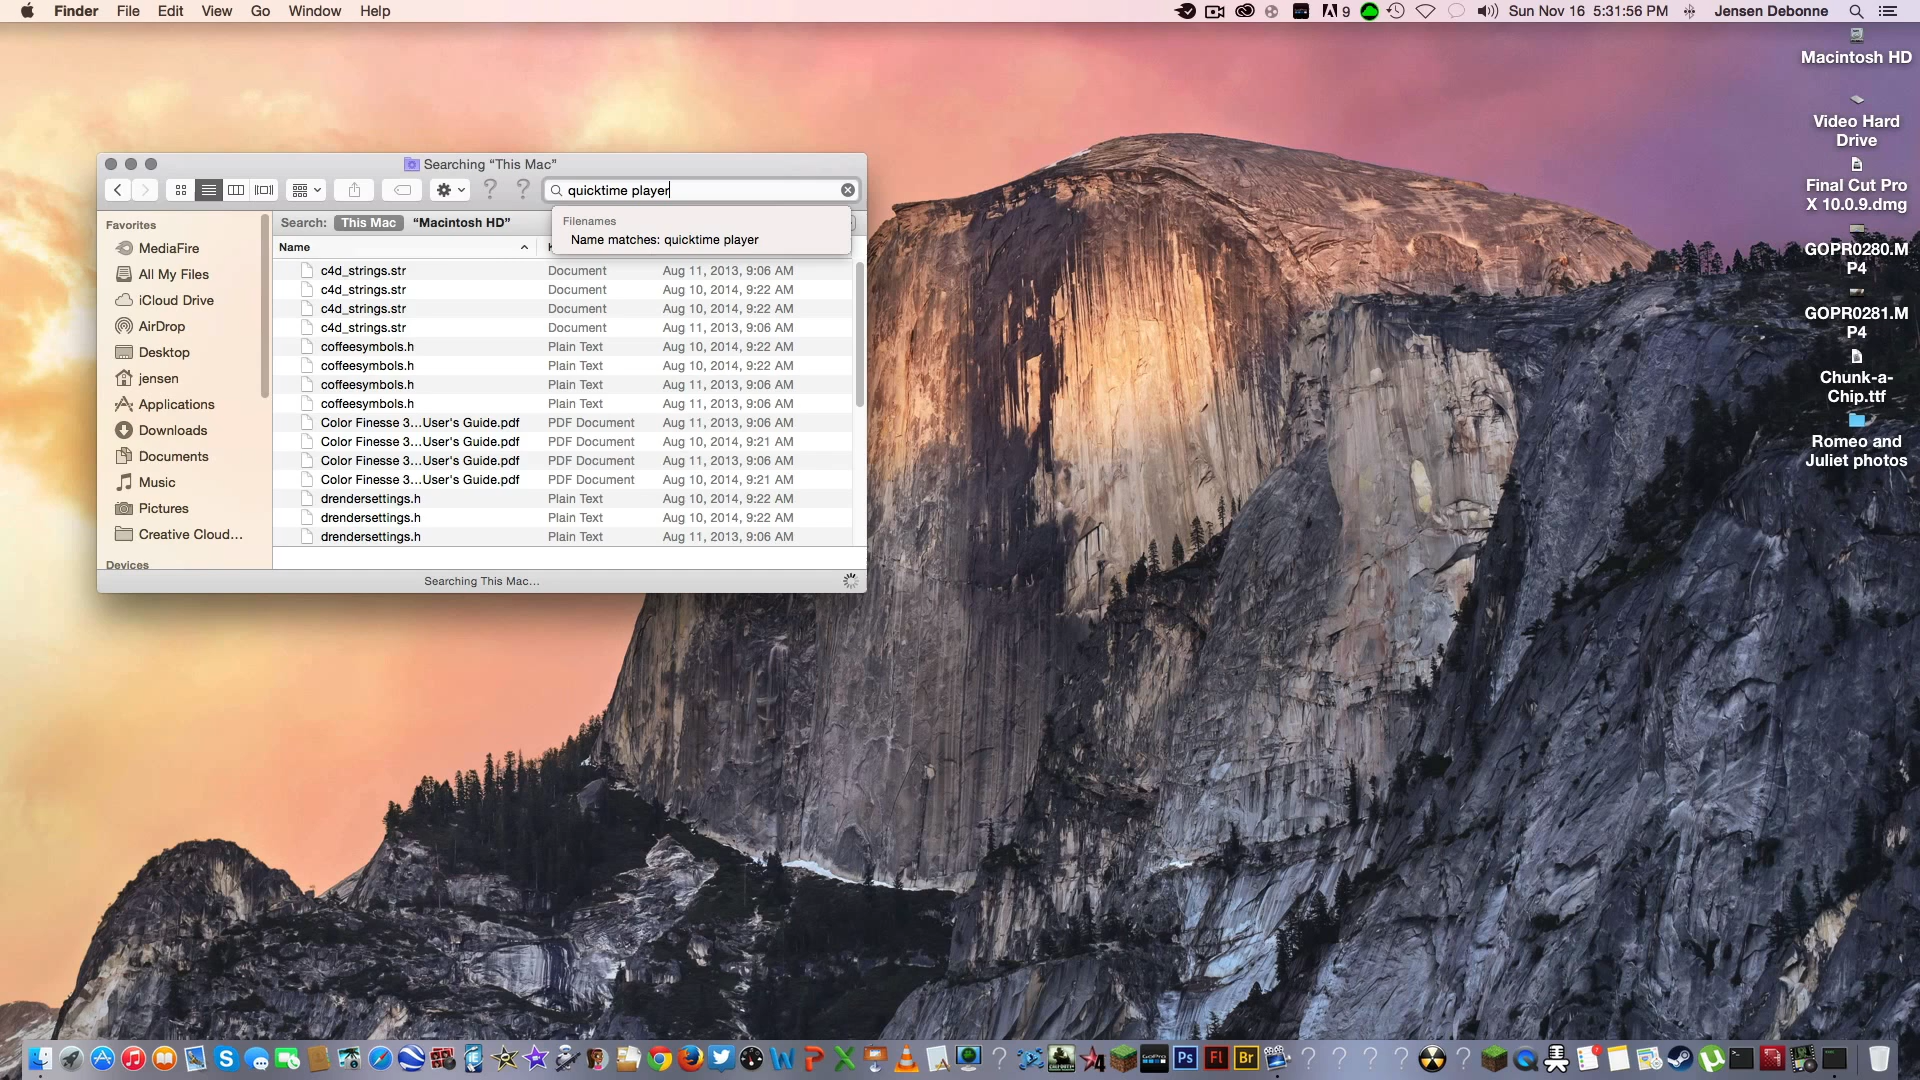 Finder File Edit View Go Window Help
9 Sun Nov 16 5:31:56 PM Jensen Debonne
Macintosh HD
Video Hard
Drive
Final Cut Pro
X 10.0.9.dmg
GOPR0280.M
P4
GOPR0281.M
P4
Chunk-a-
Chip.ttf
Romeo and
Juliet photos
Searching “This Mac”
quicktime player
Filenames
Name matches: quicktime player
Search: This Mac “Macintosh HD”
Name
Favorites
MediaFire
All My Files
iCloud Drive
AirDrop
Desktop
jensen
Applications
Downloads
Documents
Music
Pictures
Creative Cloud...
Devices
c4d_strings.str Document Aug 11, 2013, 9:06 AM
c4d_strings.str Document Aug 10, 2014, 9:22 AM
c4d_strings.str Document Aug 10, 2014, 9:22 AM
c4d_strings.str Document Aug 11, 2013, 9:06 AM
coffeesymbols.h Plain Text Aug 10, 2014, 9:22 AM
coffeesymbols.h Plain Text Aug 10, 2014, 9:22 AM
coffeesymbols.h Plain Text Aug 11, 2013, 9:06 AM
coffeesymbols.h Plain Text Aug 11, 2013, 9:06 AM
Color Finesse 3...User's Guide.pdf PDF Document Aug 11, 2013, 9:06 AM
Color Finesse 3...User's Guide.pdf PDF Document Aug 10, 2014, 9:21 AM
Color Finesse 3...User's Guide.pdf PDF Document Aug 11, 2013, 9:06 AM
Color Finesse 3...User's Guide.pdf PDF Document Aug 10, 2014, 9:21 AM
drendersettings.h Plain Text Aug 10, 2014, 9:22 AM
drendersettings.h Plain Text Aug 10, 2014, 9:22 AM
drendersettings.h Plain Text Aug 11, 2013, 9:06 AM
Searching This Mac...
Ps Fl Br